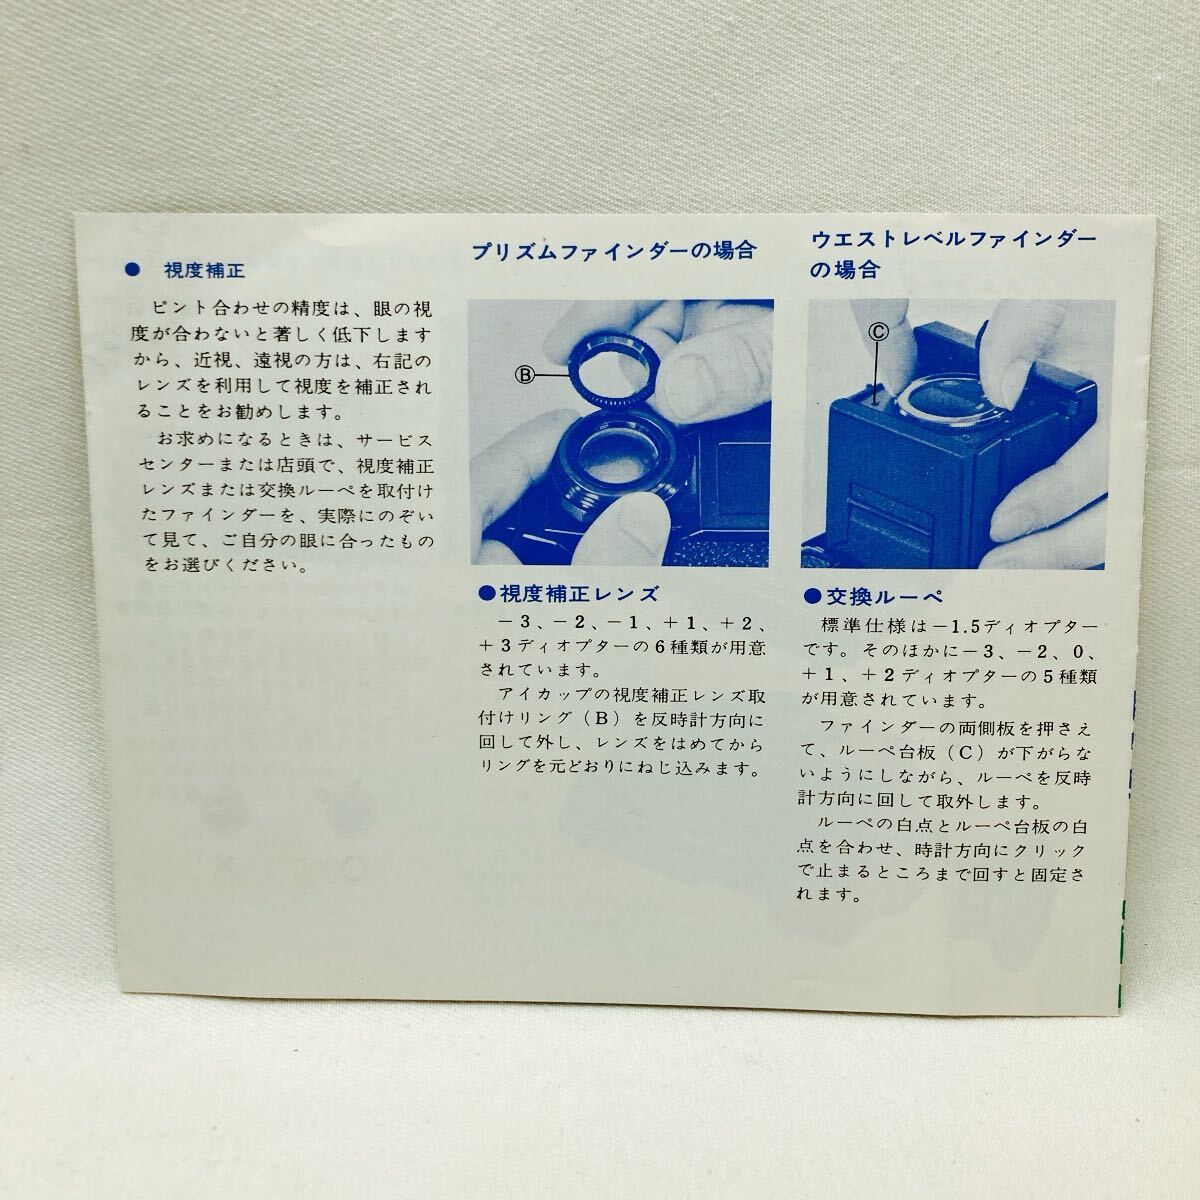 ● 視度補正
ピント合わせの精度は、眼の視
度が合わないと著しく低下します
から、近視、遠視の方は、右記の
レンズを利用して視度を補正され
ることをお勧めします。
お求めになるときは、サービス
センターまたは店頭で、視度補正
レンズまたは交換ルーペを取付け
たファインダーを、実際にのぞい
て見て、ご自分の眼に合ったもの
をお選びください。
プリズムファインダーの場合
Ⓑ
●視度補正レンズ
－3、－2、－1、＋1、＋2、
＋3ディオプターの6種類が用意
されています。
アイカップの視度補正レンズ取
付けリング（B）を反時計方向に
回して外し、レンズをはめてから
リングを元どおりにねじ込みます。
ウエストレベルファインダー
の場合
Ⓒ
●交換ルーペ
標準仕様は－1.5ディオプター
です。そのほかに－3、－2、0、
＋1、＋2ディオプターの5種類
が用意されています。
ファインダーの両側板を押さえ
て、ルーペ台板（C）が下がらな
いようにしながら、ルーペを反時
計方向に回して取外します。
ルーペの白点とルーペ台板の白
点を合わせ、時計方向にクリック
で止まるところまで回すと固定さ
れます。